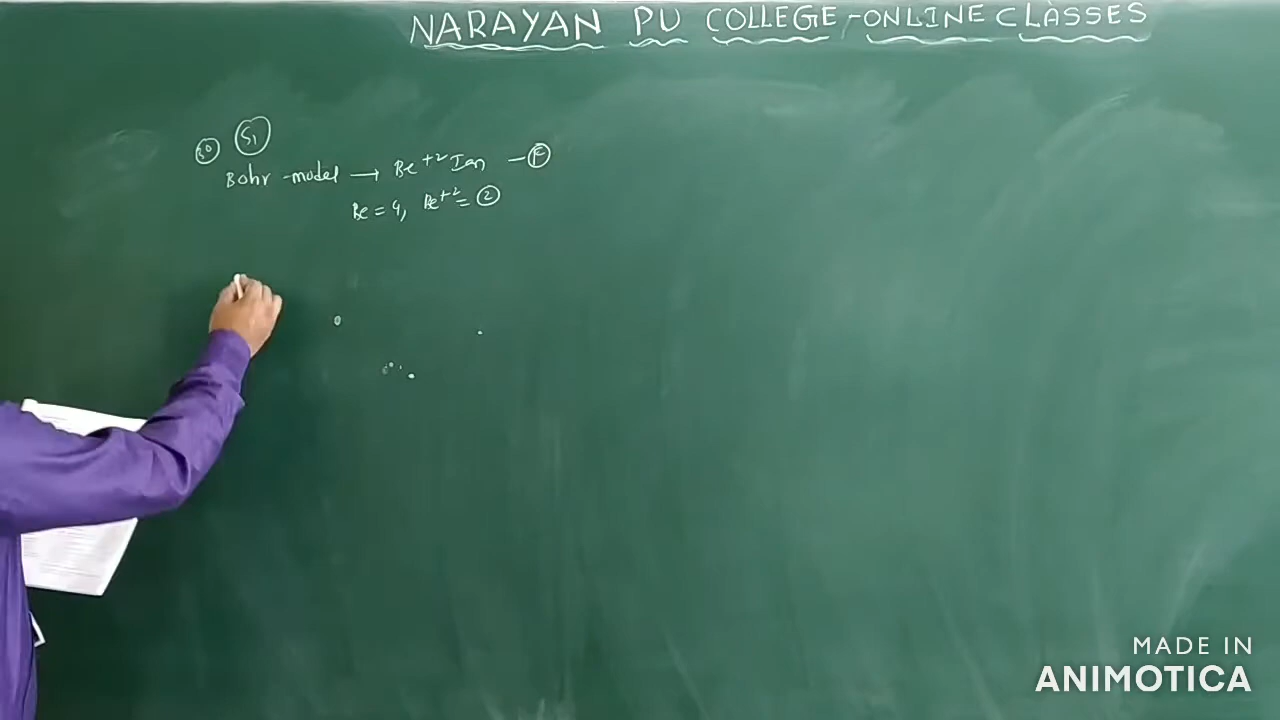 NARAYAN PU COLLEGE-ONLINE CLASSES
30 S1
Bohr-model → Be+2 Ion - F
Be = 4, Be+2 = 2
MADE IN
ANIMOTICA